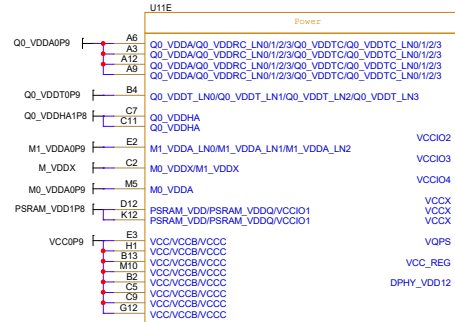 U11E
Power
A6
Q0_VDDA0P9
Q0_VDDA/Q0_VDDRC_LN0/1/2/3/Q0_VDDTC/Q0_VDDTC_LN0/1/2/3
A3
Q0_VDDA/Q0_VDDRC_LN0/1/2/3/Q0_VDDTC/Q0_VDDTC_LN0/1/2/3
A12
Q0_VDDA/Q0_VDDRC_LN0/1/2/3/Q0_VDDTC/Q0_VDDTC_LN0/1/2/3
A9
Q0_VDDA/Q0_VDDRC_LN0/1/2/3/Q0_VDDTC/Q0_VDDTC_LN0/1/2/3
Q0_VDDT0P9
B4
Q0_VDDT_LN0/Q0_VDDT_LN1/Q0_VDDT_LN2/Q0_VDDT_LN3
Q0_VDDHA1P8
C7
Q0_VDDHA
C11
Q0_VDDHA
VCCIO2
M1_VDDA0P9
E2
M1_VDDA_LN0/M1_VDDA_LN1/M1_VDDA_LN2
VCCIO3
M_VDDX
C2
M0_VDDX/M1_VDDX
VCCIO4
M0_VDDA0P9
M5
M0_VDDA
VCCX
PSRAM_VDD1P8
D12
PSRAM_VDD/PSRAM_VDDQ/VCCIO1
VCCX
K12
PSRAM_VDD/PSRAM_VDDQ/VCCIO1
VCCX
VCC0P9
E3
VCC/VCCB/VCCC
VQPS
H1
VCC/VCCB/VCCC
B13
VCC/VCCB/VCCC
VCC_REG
M10
VCC/VCCB/VCCC
B2
VCC/VCCB/VCCC
DPHY_VDD12
C5
VCC/VCCB/VCCC
C9
VCC/VCCB/VCCC
G12
VCC/VCCB/VCCC